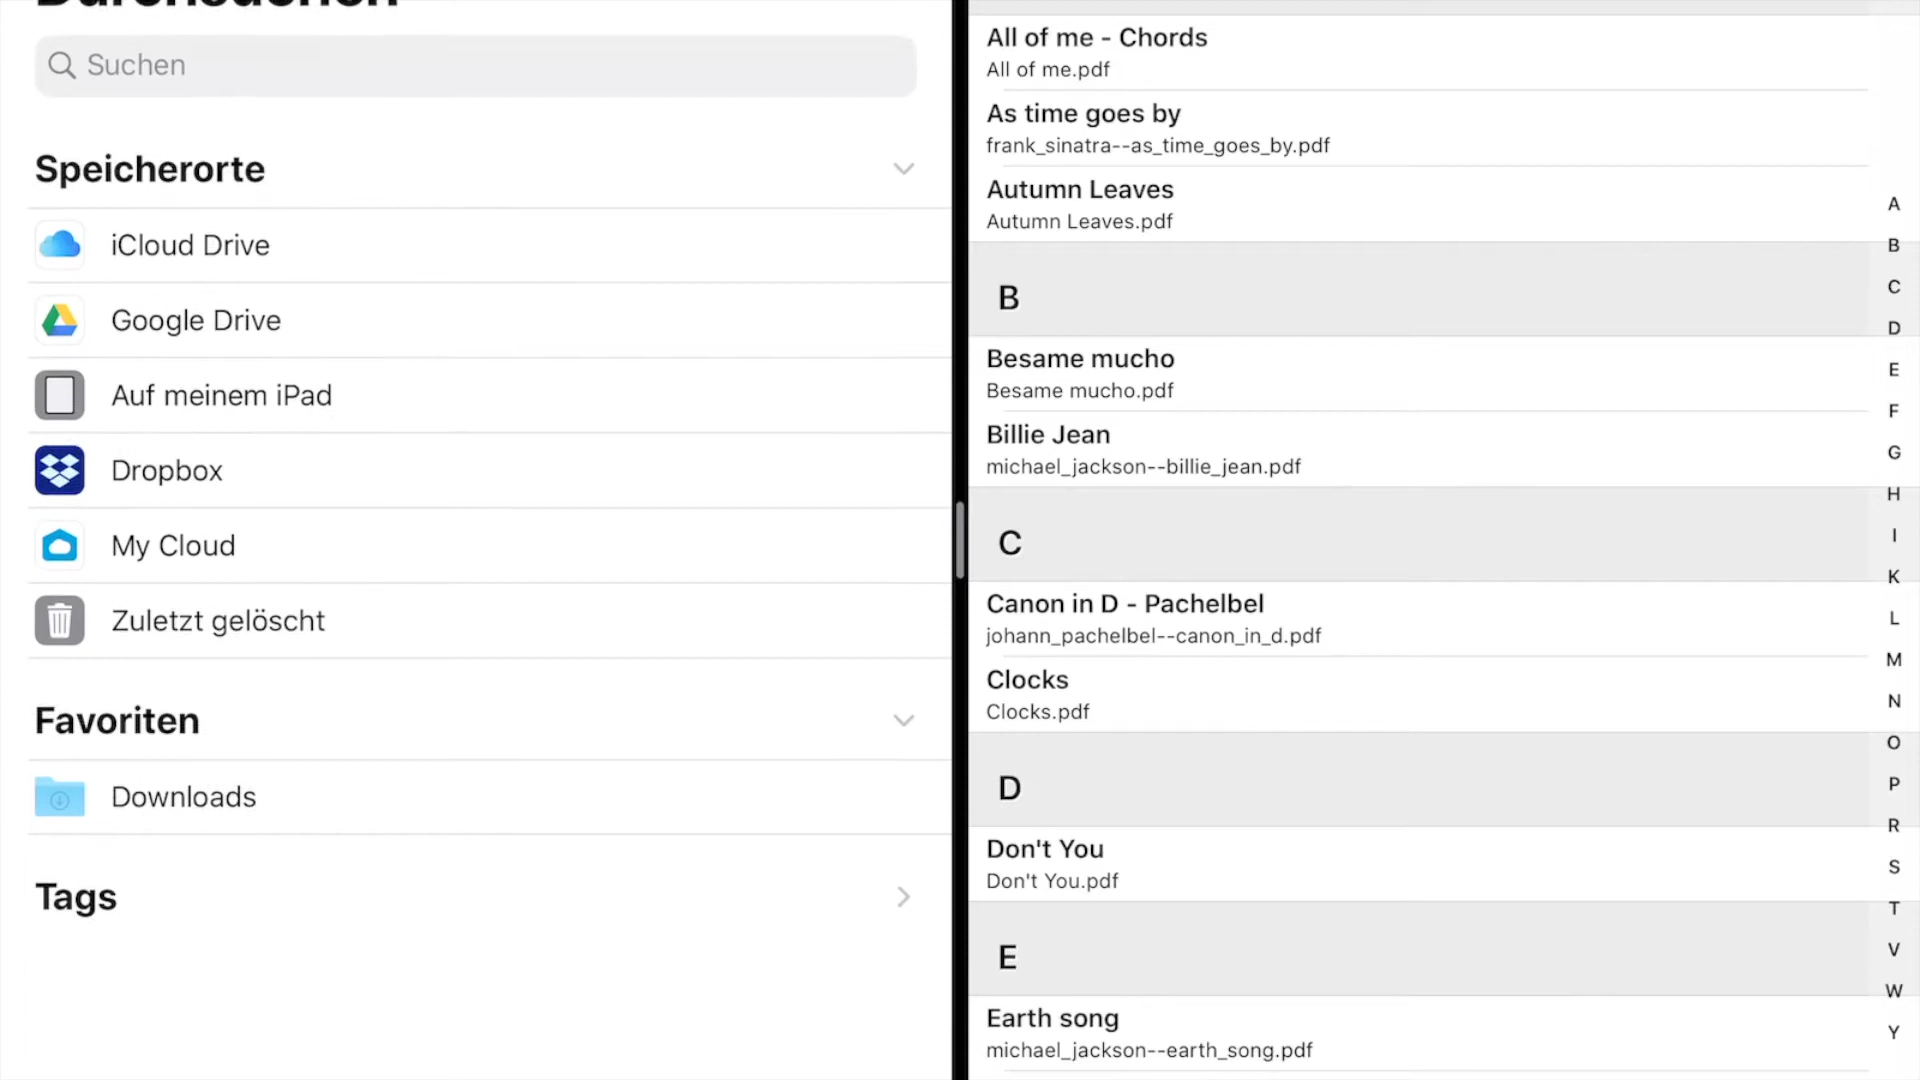 Durchsuchen
Suchen
Speicherorte
iCloud Drive
Google Drive
Auf meinem iPad
Dropbox
My Cloud
Zuletzt gelöscht
Favoriten
Downloads
Tags
All of me - Chords
All of me.pdf
As time goes by
frank_sinatra--as_time_goes_by.pdf
Autumn Leaves
Autumn Leaves.pdf
B
Besame mucho
Besame mucho.pdf
Billie Jean
michael_jackson--billie_jean.pdf
C
Canon in D - Pachelbel
johann_pachelbel--canon_in_d.pdf
Clocks
Clocks.pdf
D
Don't You
Don't You.pdf
E
Earth song
michael_jackson--earth_song.pdf
A
B
C
D
E
F
G
H
I
K
L
M
N
O
P
R
S
T
V
W
Y